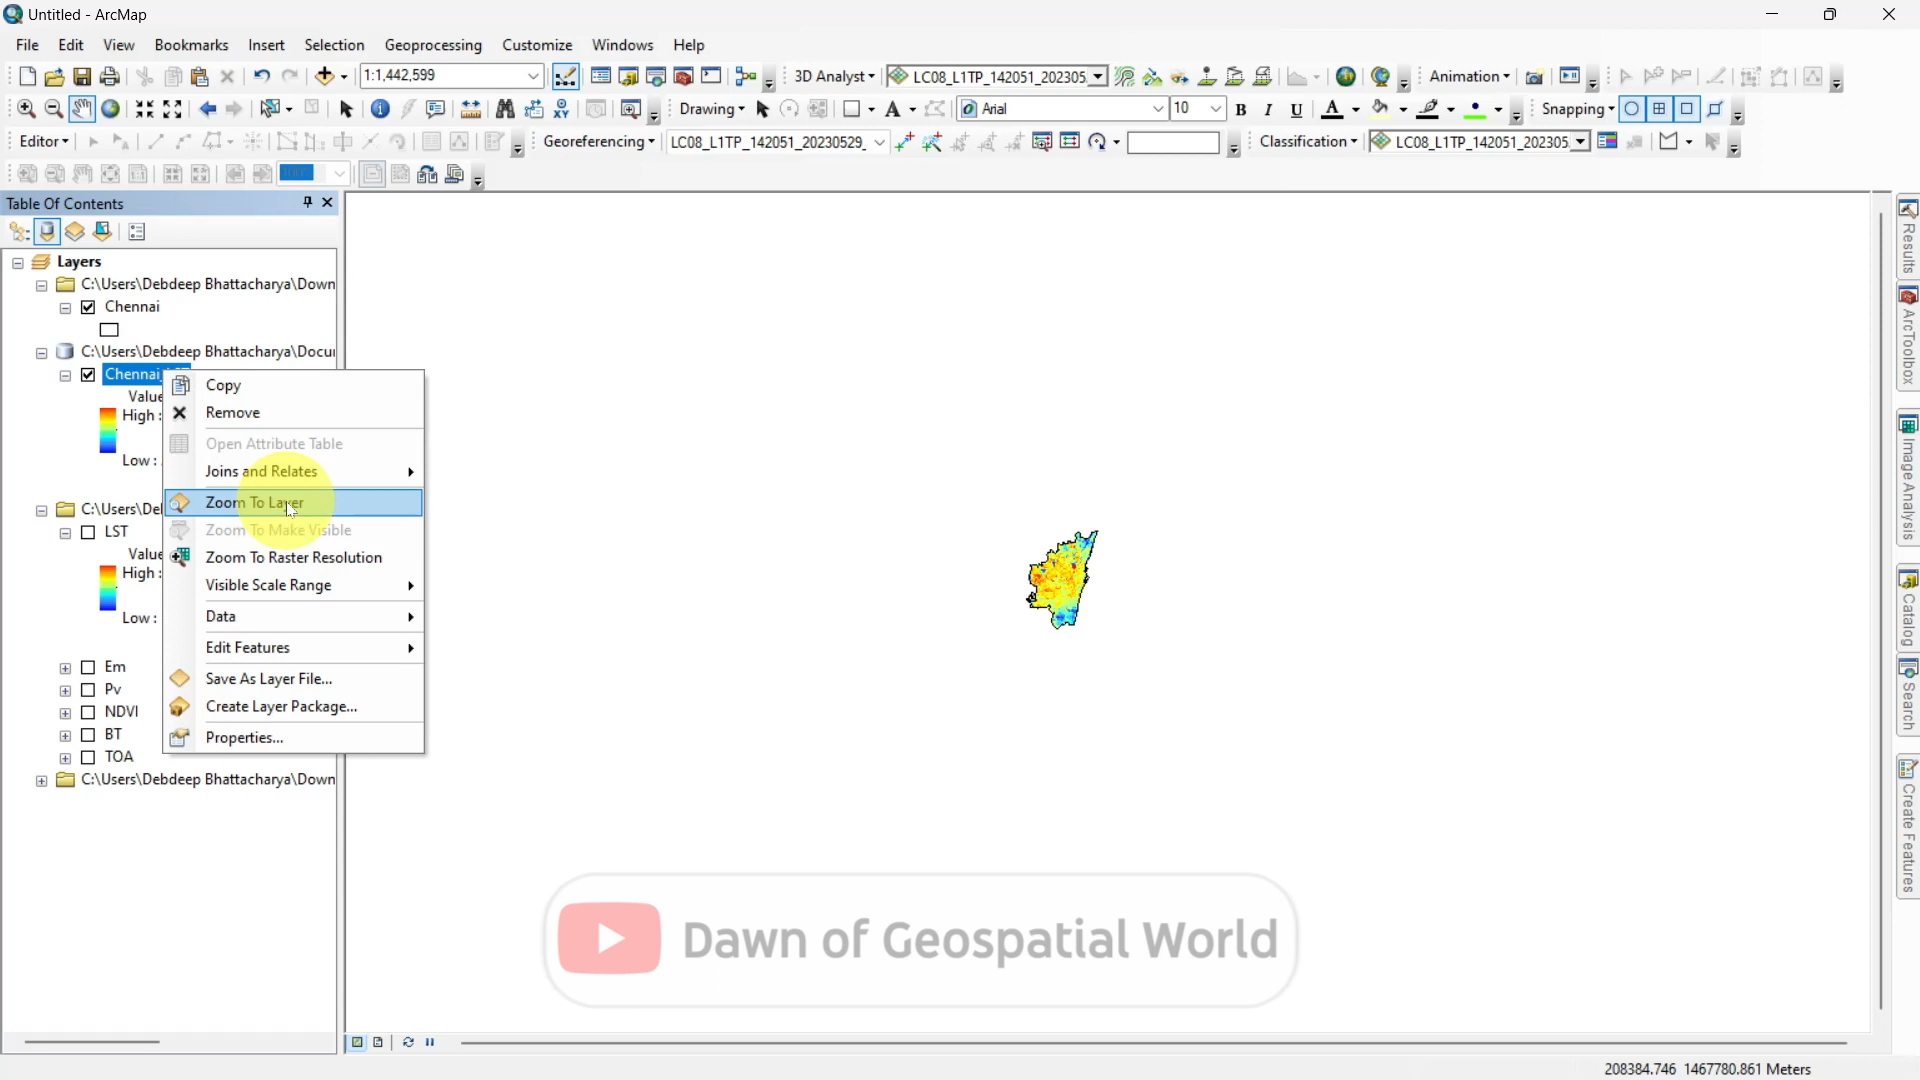 Untitled - ArcMap
File Edit View Bookmarks Insert Selection Geoprocessing Customize Windows Help
1:1,442,599 3D Analyst LC08_L1TP_142051_202305 Animation
Drawing Arial 10 B I U A Snapping
Editor Georeferencing LC08_L1TP_142051_20230529_ Classification LC08_L1TP_142051_202305
Table Of Contents
Layers
C:\Users\Debdeep Bhattacharya\Down
Chennai
C:\Users\Debdeep Bhattacharya\Docu
Chennai
Value
High :
Low :
C:\Users\Del
LST
Value
High :
Low :
Em
Pv
NDVI
BT
TOA
C:\Users\Debdeep Bhattacharya\Down
Copy
Remove
Open Attribute Table
Joins and Relates
Zoom To Layer
Zoom To Make Visible
Zoom To Raster Resolution
Visible Scale Range
Data
Edit Features
Save As Layer File...
Create Layer Package...
Properties...
Results
ArcToolbox
Image Analysis
Catalog
Search
Create Features
Dawn of Geospatial World
208384.746 1467780.861 Meters